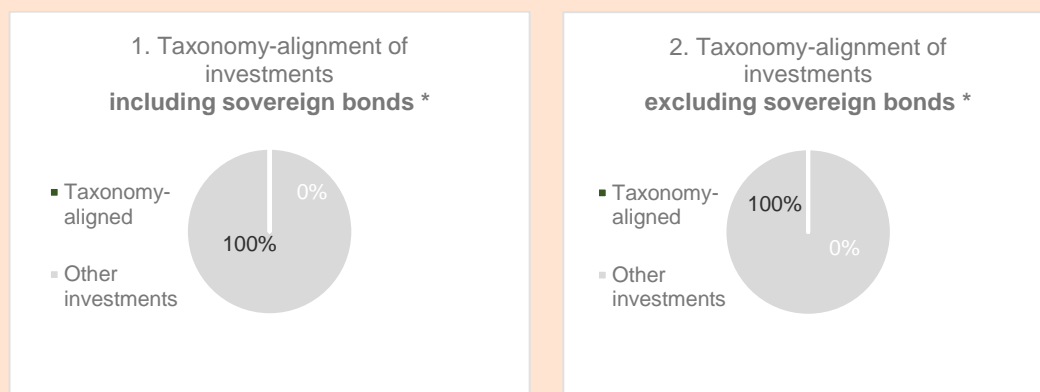 1. Taxonomy-alignment of
investments
including sovereign bonds *
Taxonomy-
aligned
Other
investments
0%
100%
2. Taxonomy-alignment of
investments
excluding sovereign bonds *
Taxonomy-
aligned
Other
investments
100%
0%